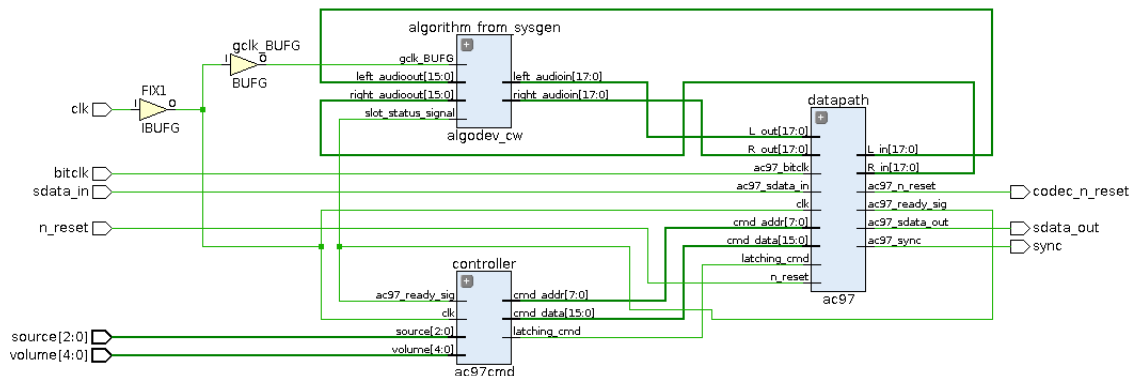 algorithm_from_sysgen
gclk_BUFG
gclk_BUFG
I
O
BUFG
left_audioout[15:0]
left_audioin[17:0]
FIX1
right_audioout[15:0]
right_audioin[17:0]
datapath
clk
I
O
slot_status_signal
IBUFG
algodev_cw
L_out[17:0]
R_out[17:0]
L_in[17:0]
bitclk
ac97_bitclk
R_in[17:0]
sdata_in
ac97_sdata_in
ac97_n_reset
codec_n_reset
clk
ac97_ready_sig
n_reset
cmd_addr[7:0]
ac97_sdata_out
sdata_out
cmd_data[15:0]
ac97_sync
sync
controller
latching_cmd
n_reset
ac97_ready_sig
cmd_addr[7:0]
ac97
clk
cmd_data[15:0]
source[2:0]
source[2:0]
latching_cmd
volume[4:0]
volume[4:0]
ac97cmd